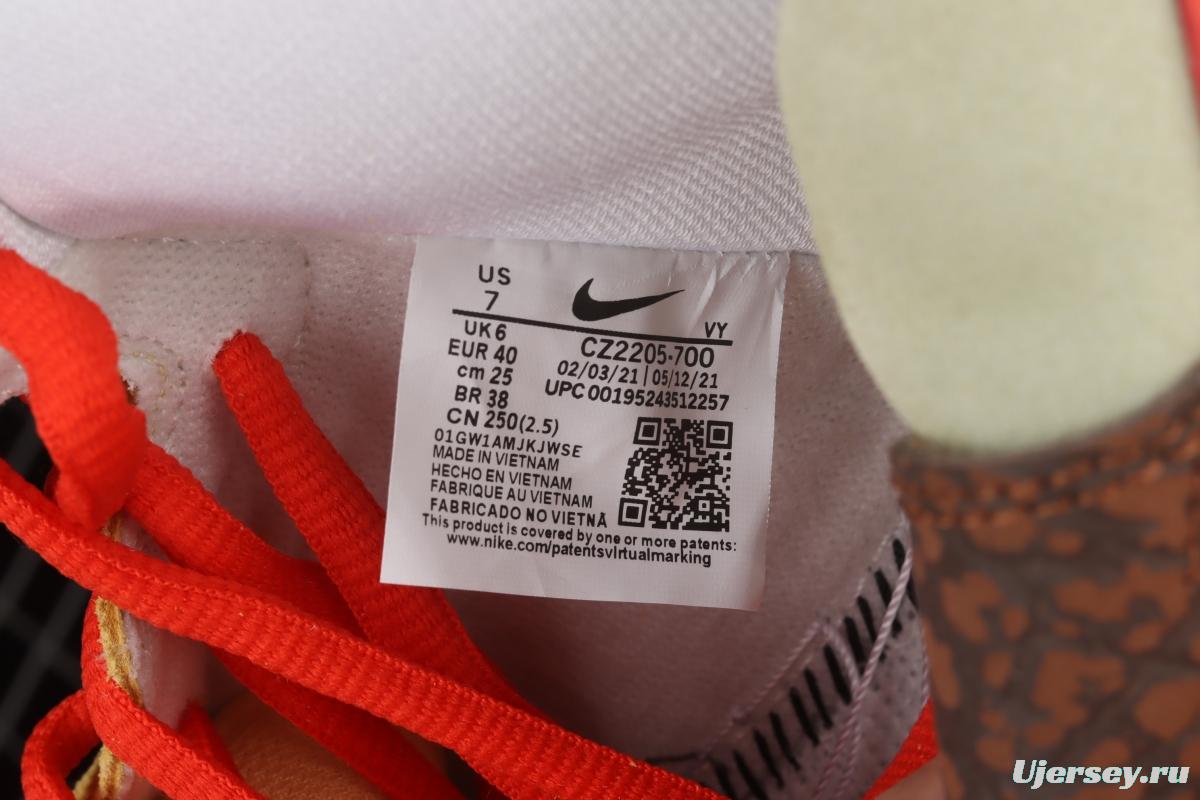 US
7
VY
UK 6
CZ2205-700
EUR 40
02/03/21 | 05/12/21
cm 25
UPC 00195243512257
BR 38
CN 250(2.5)
01GW1AMJKJWSE
MADE IN VIETNAM
HECHO EN VIETNAM
FABRIQUE AU VIETNAM
FABRICADO NO VIETNA
This product is covered by one or more patents:
www.nike.com/patentsvlrtualmarking
Ujersey.ru